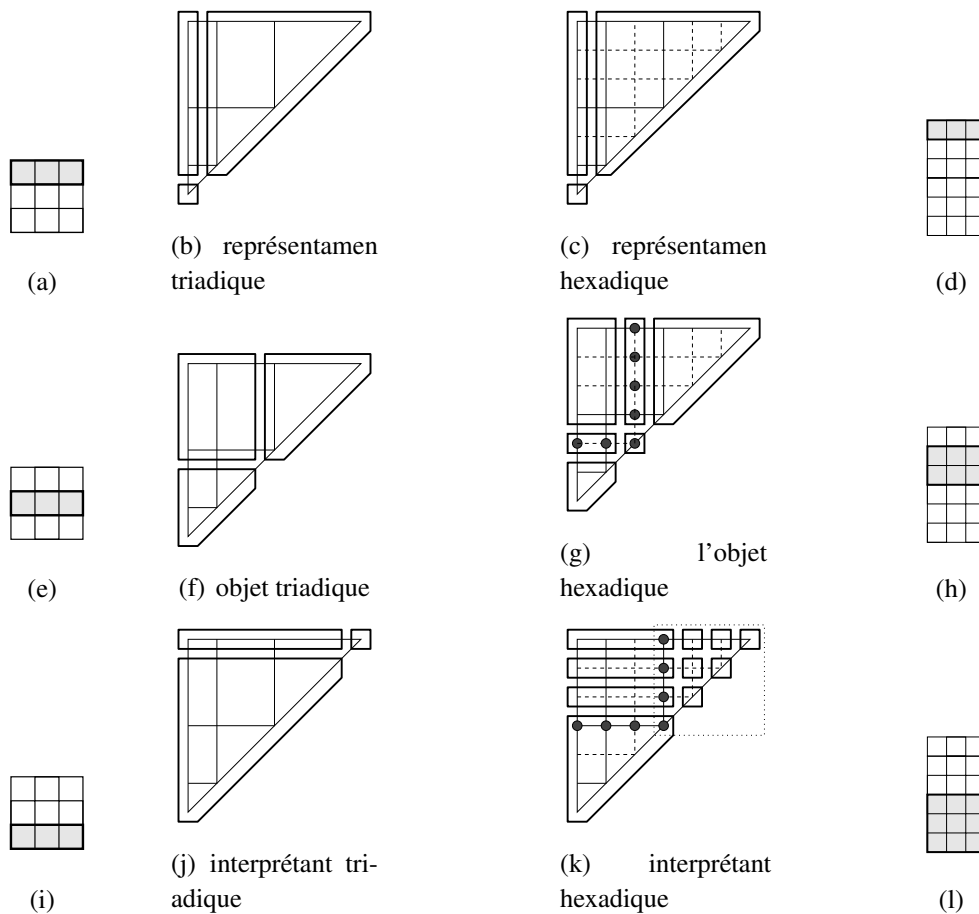 (a)
(b) représentamen
triadique
(c) représentamen
hexadique
(d)
(e)
(f) objet triadique
(g) l'objet
hexadique
(h)
(i)
(j) interprétant tri-
adique
(k) interprétant
hexadique
(l)